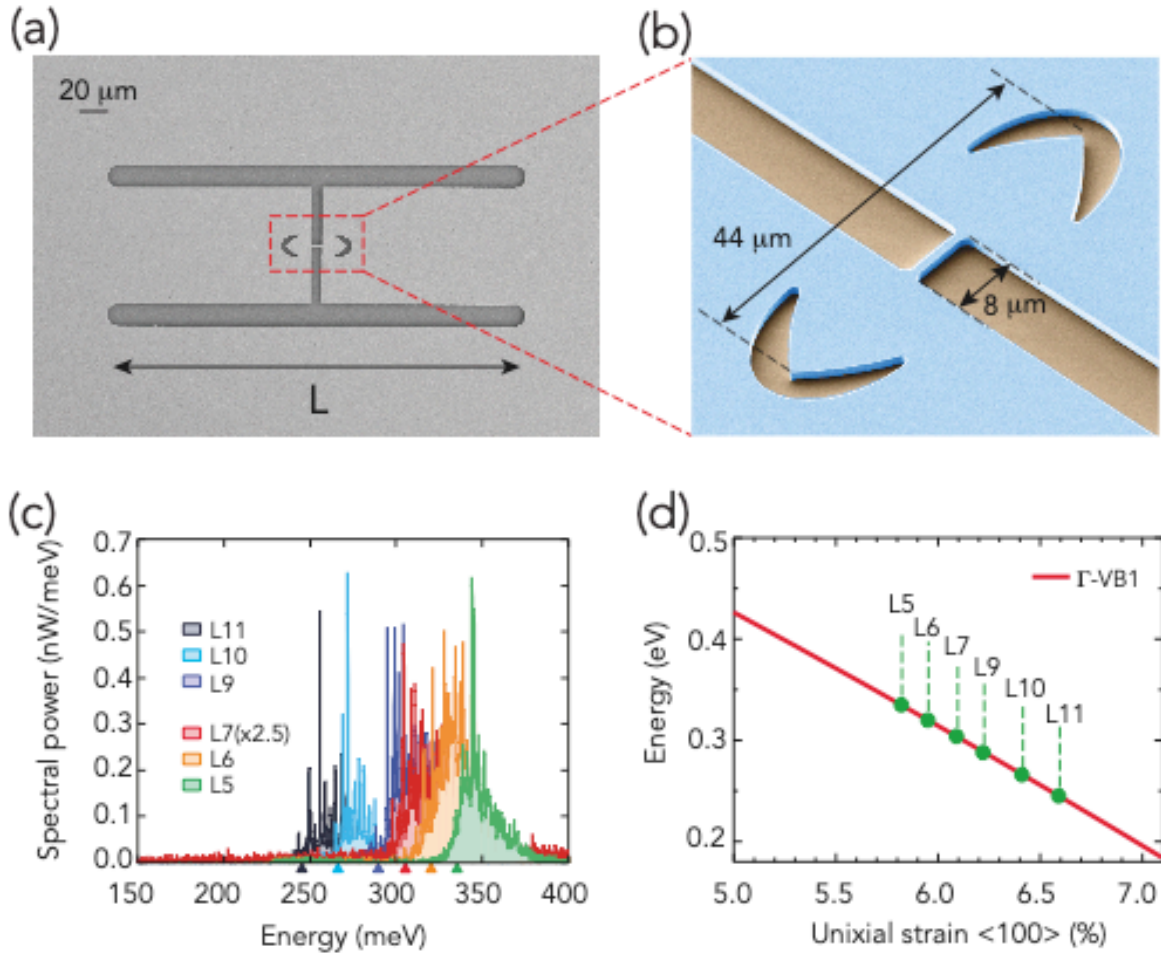 (a)
20 μm
L
(b)
44 μm
8 μm
(c)
Spectral power (nW/meV)
0.7
0.6
0.5
0.4
0.3
0.2
0.1
0.0
L11
L10
L9
L7(x2.5)
L6
L5
150 200 250 300 350 400
Energy (meV)
(d)
Energy (eV)
0.5
0.4
0.3
0.2
Γ-VB1
L5
L6
L7
L9
L10
L11
5.0 5.5 6.0 6.5 7.0
Unixial strain <100> (%)